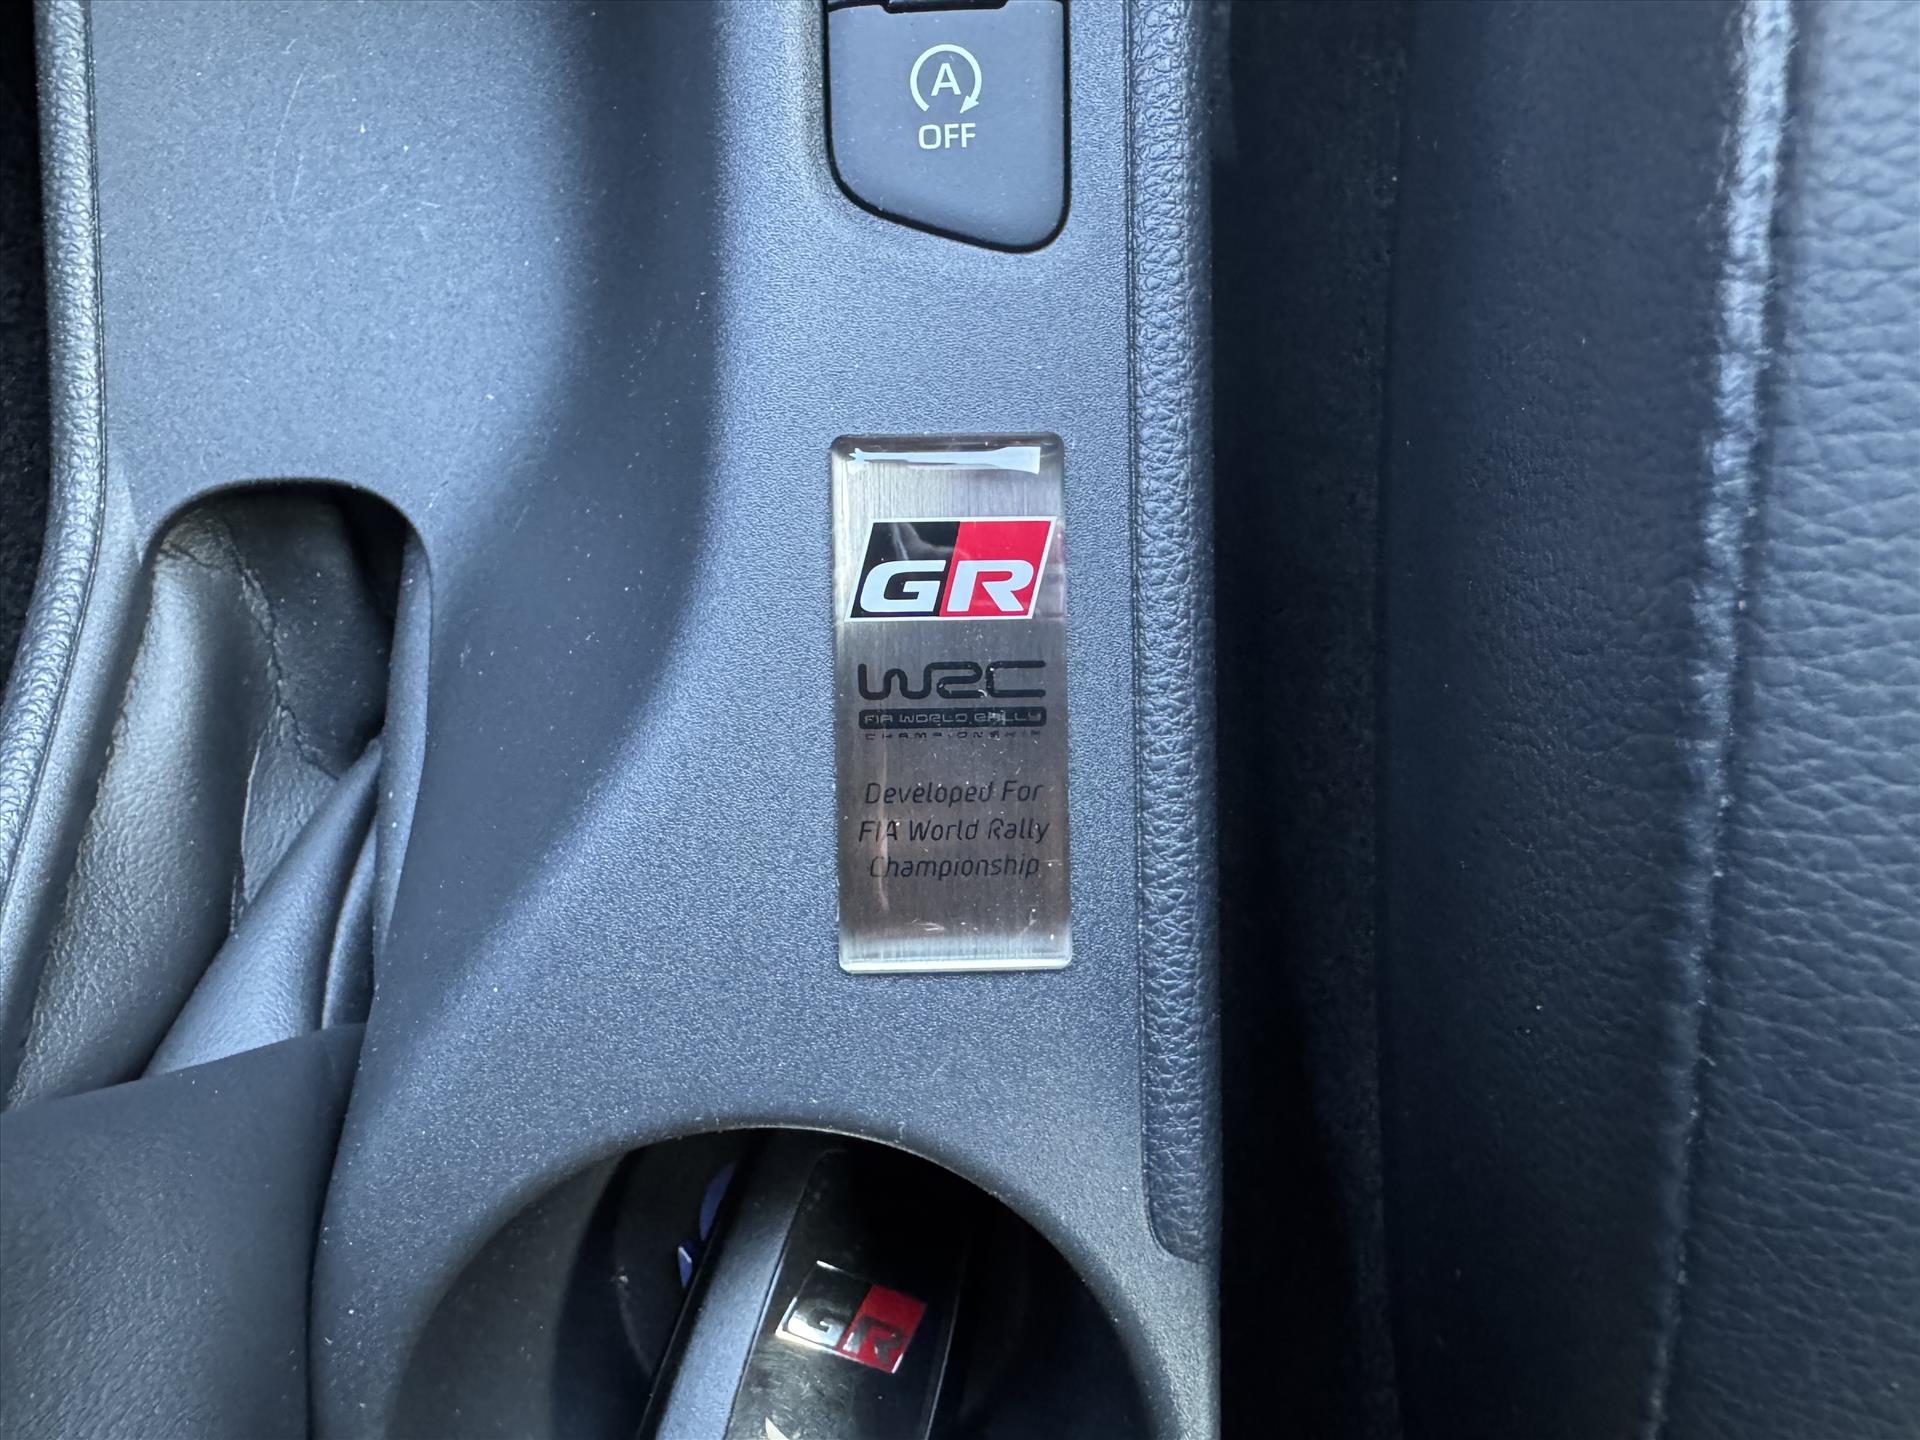 A
OFF
GR
WRC
FIA WORLD RALLY
CHAMPIONSHIP
Developed For
FIA World Rally
Championship
GR